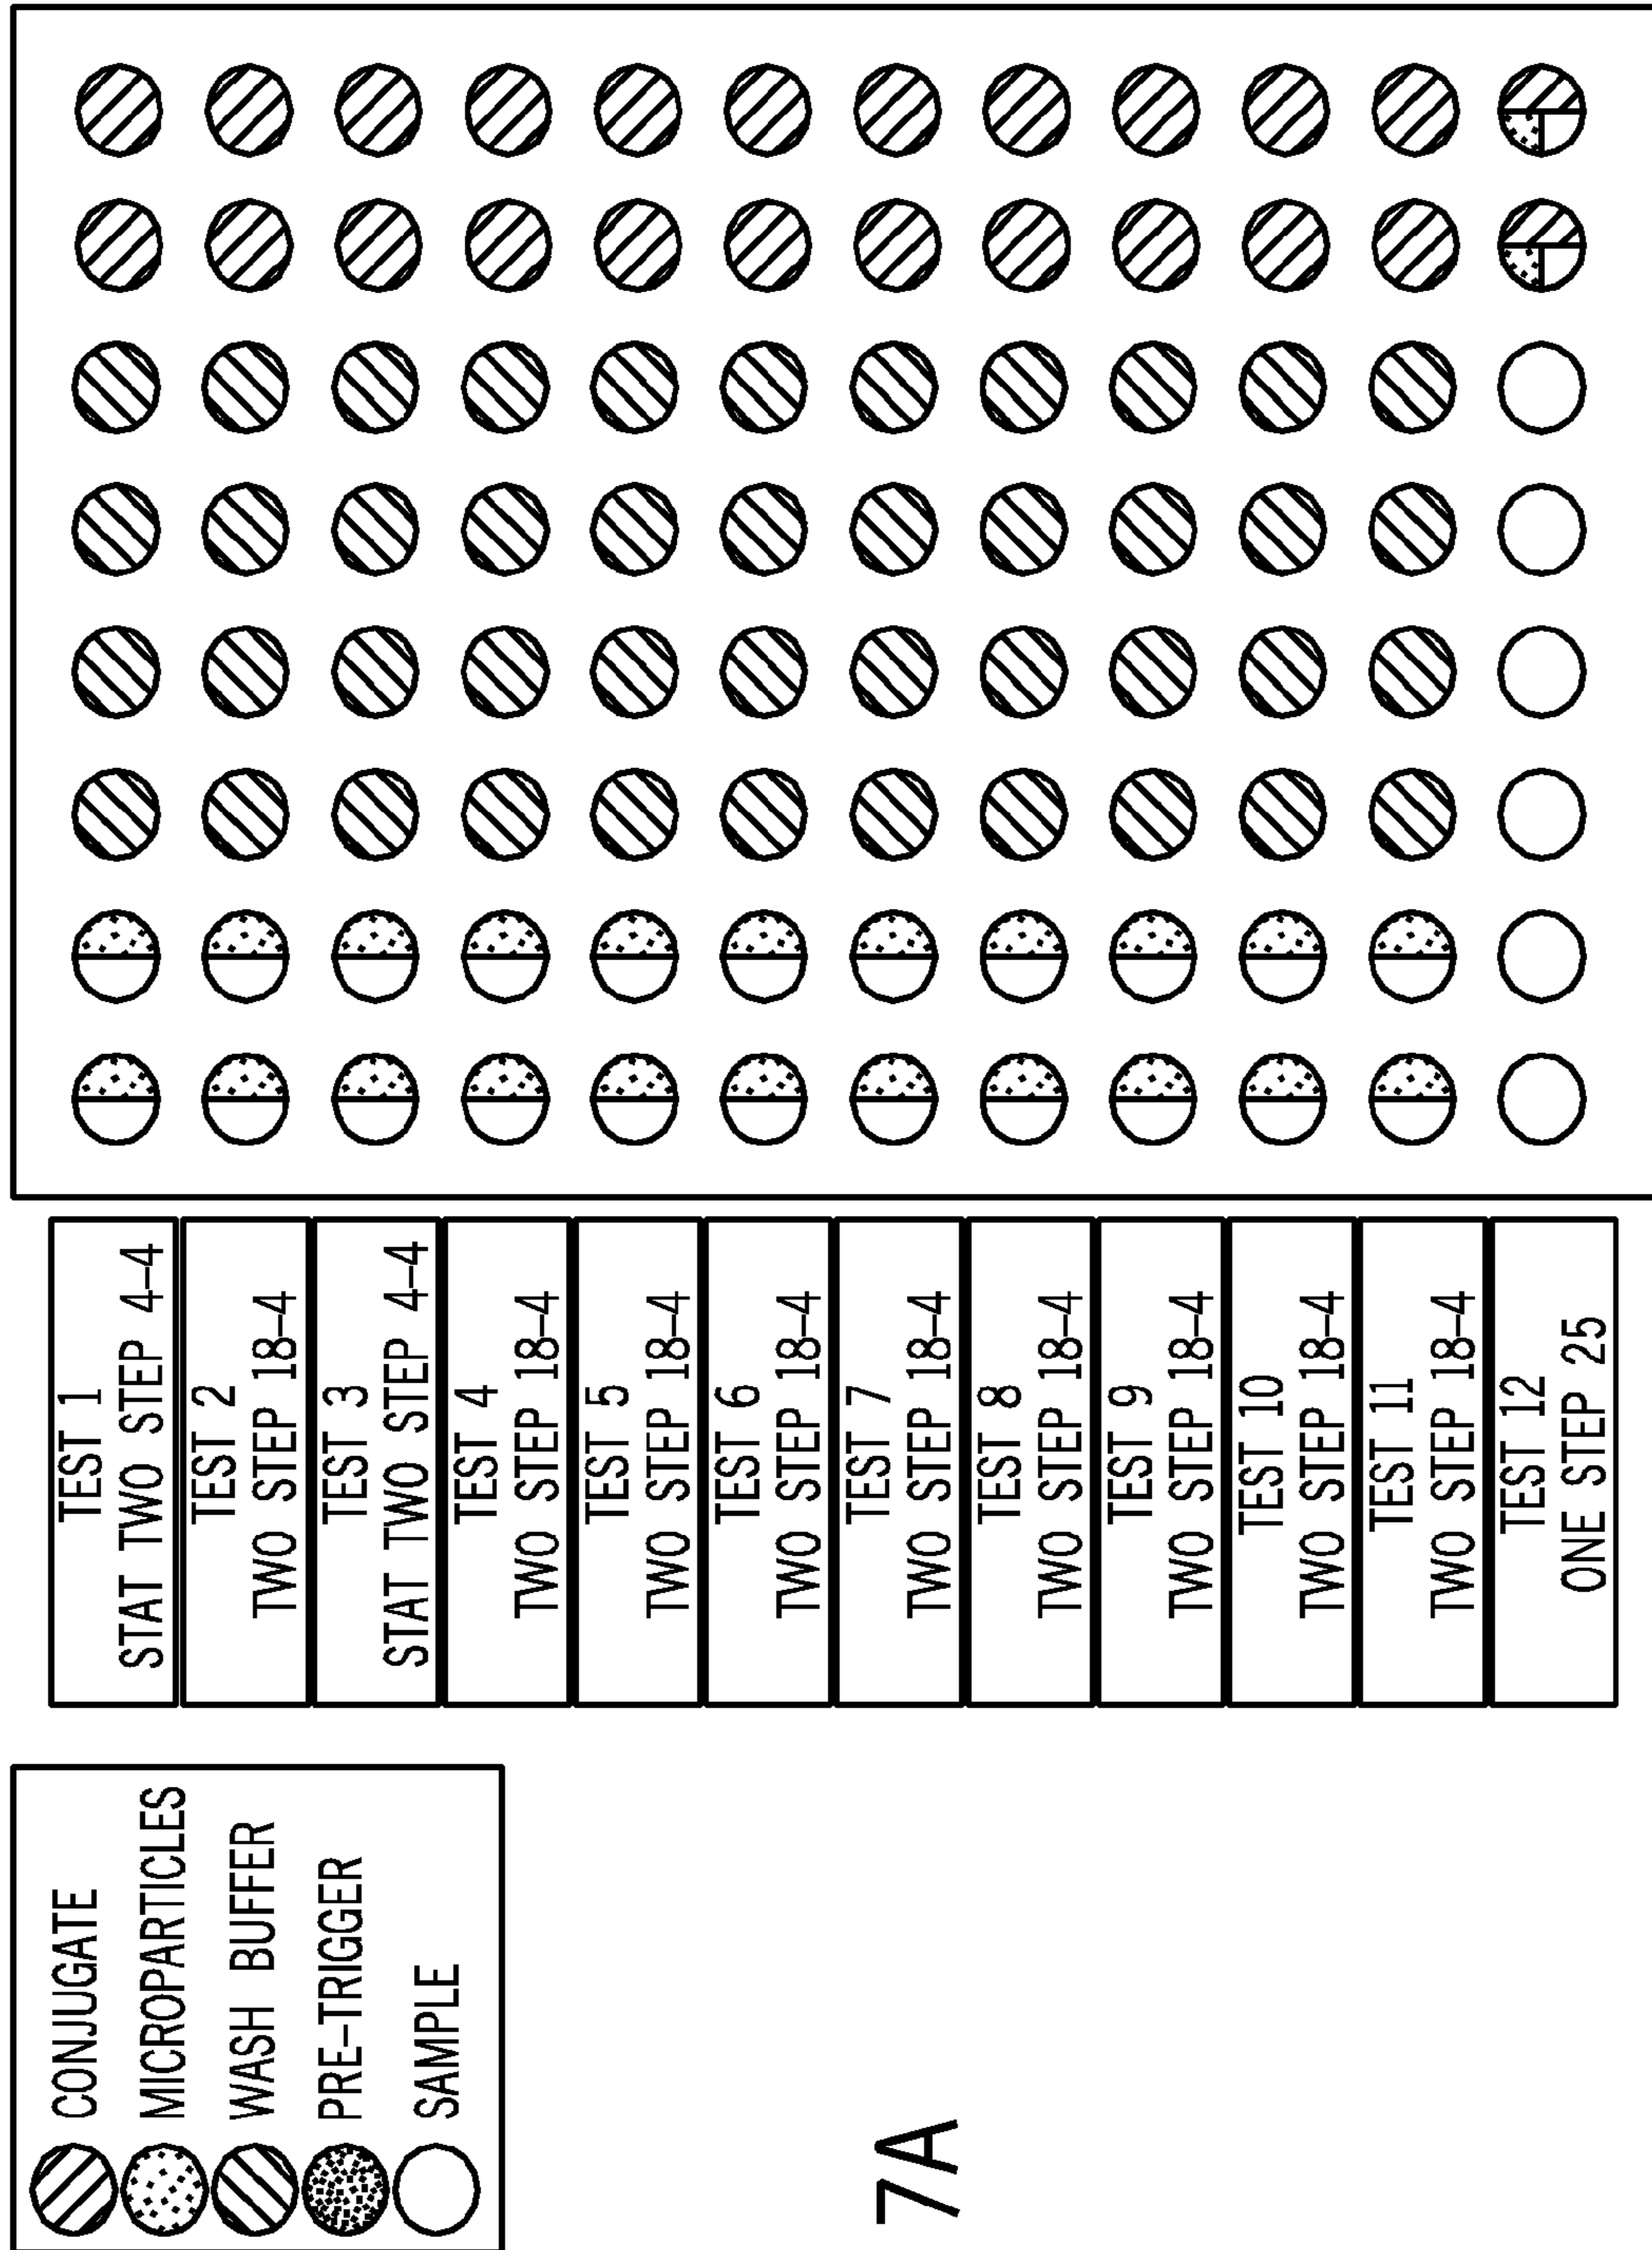 CONJUGATE
MICROPARTICLES
WASH BUFFER
PRE-TRIGGER
SAMPLE
TEST 1
STAT TWO STEP 4-4
TEST 2
TWO STEP 18-4
TEST 3
STAT TWO STEP 4-4
TEST 4
TWO STEP 18-4
TEST 5
TWO STEP 18-4
TEST 6
TWO STEP 18-4
TEST 7
TWO STEP 18-4
TEST 8
TWO STEP 18-4
TEST 9
TWO STEP 18-4
TEST 10
TWO STEP 18-4
TEST 11
TWO STEP 18-4
TEST 12
ONE STEP 25
7A